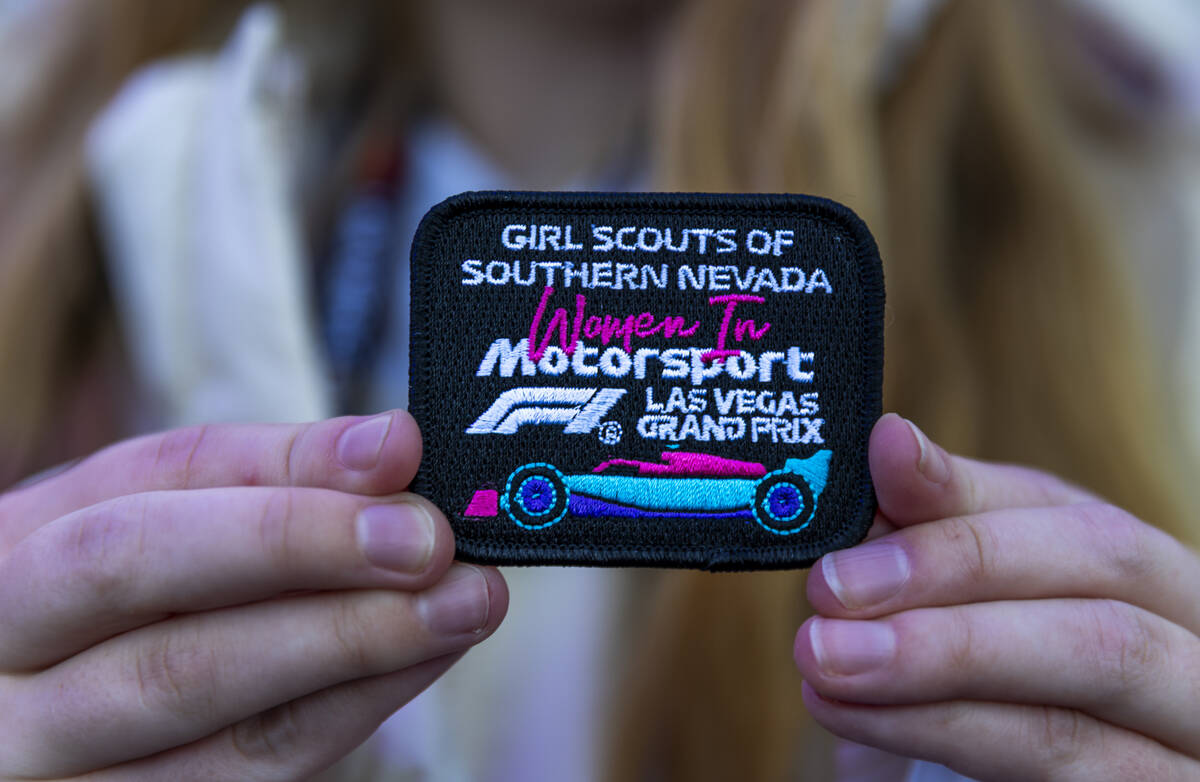 GIRL SCOUTS OF
SOUTHERN NEVADA
Women In
Motorsport
F1® LAS VEGAS
GRAND PRIX